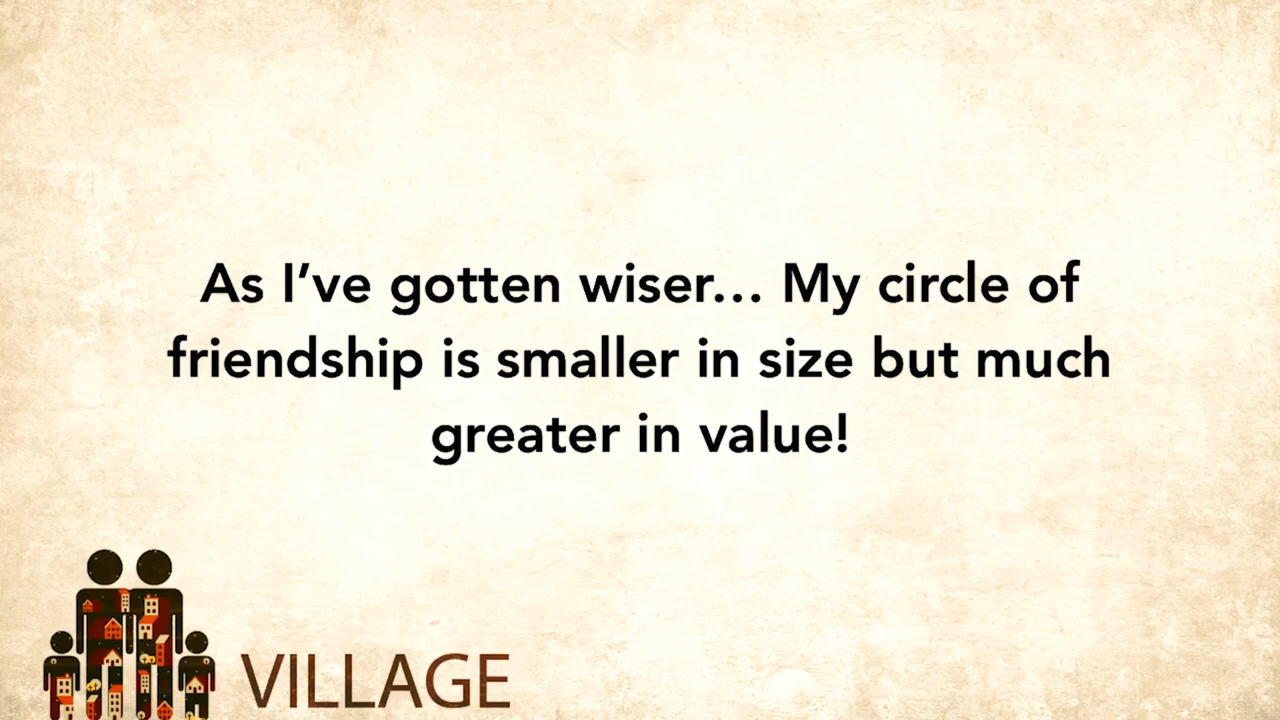 As I’ve gotten wiser... My circle of
friendship is smaller in size but much
greater in value!
VILLAGE